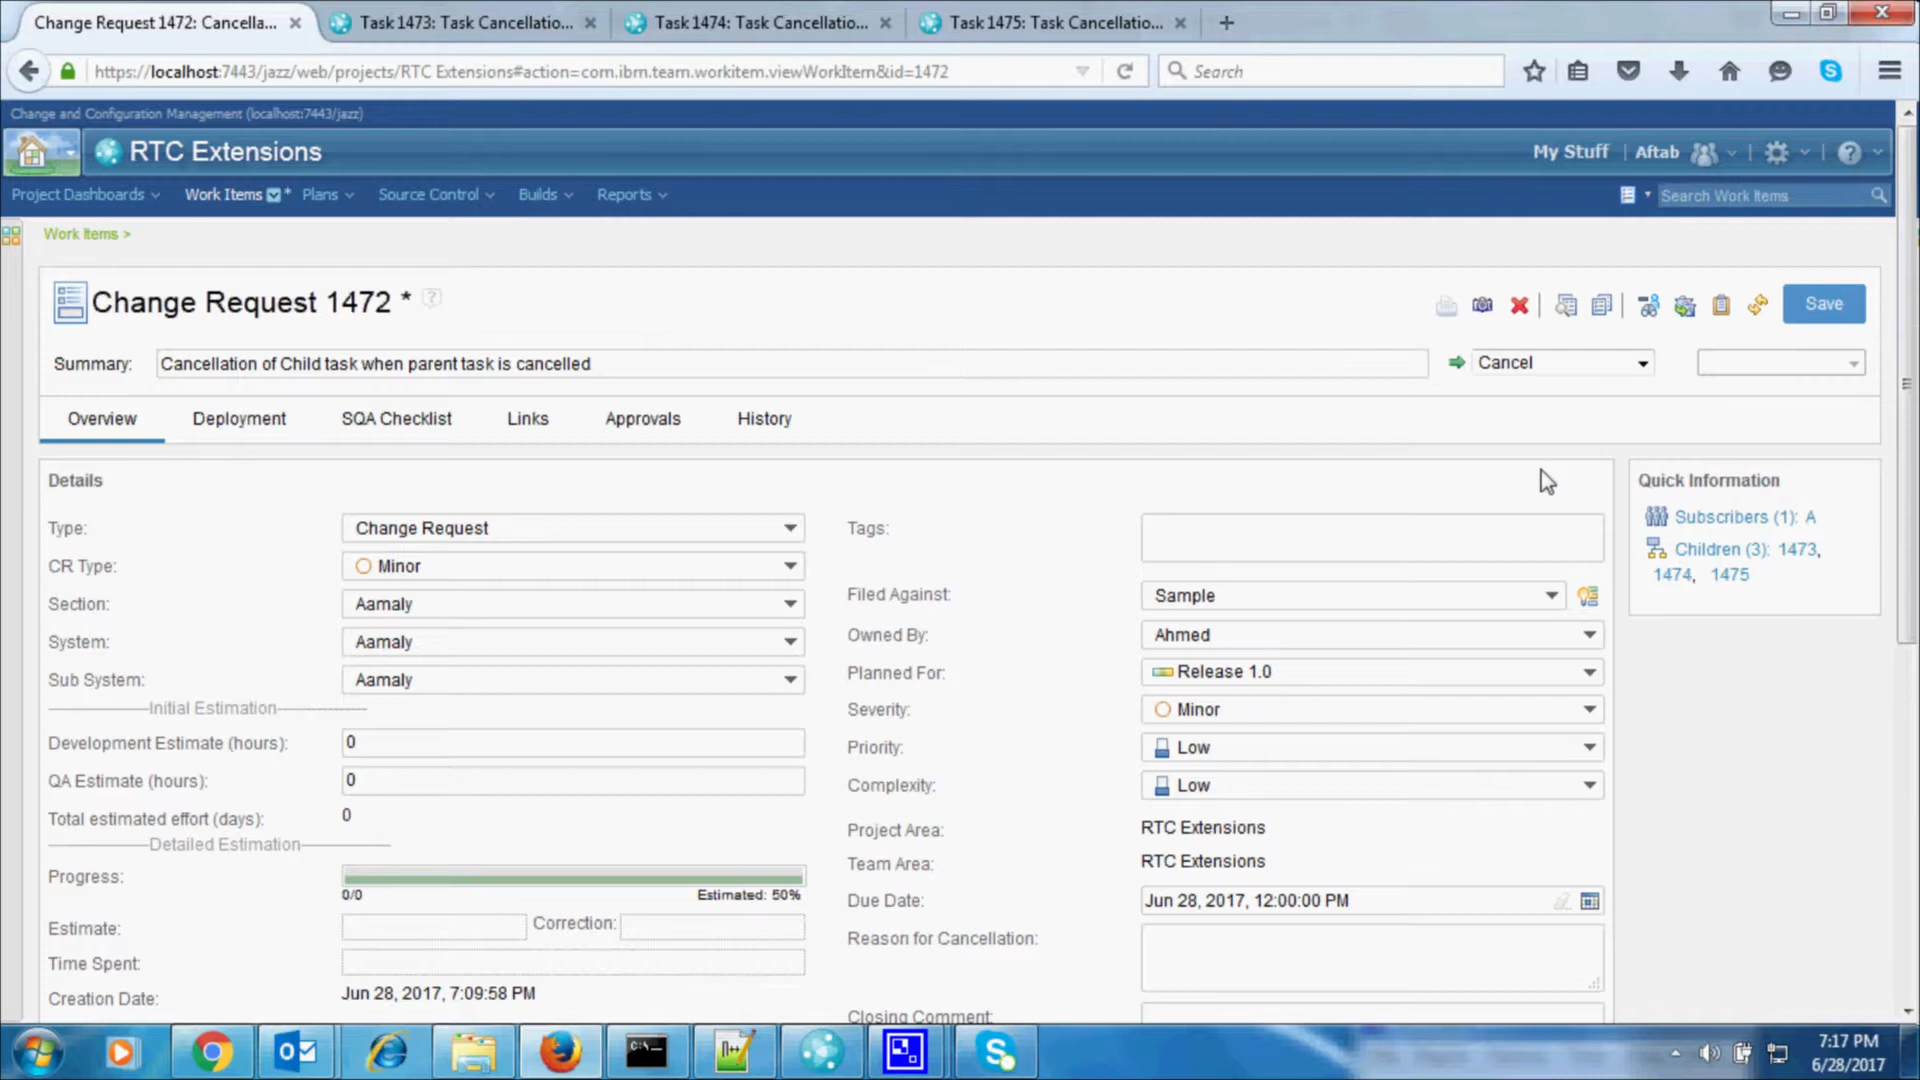 Change Request 1472: Cancella...
Task 1473: Task Cancellatio...
Task 1474: Task Cancellatio...
Task 1475: Task Cancellatio...
https://localhost:7443/jazz/web/projects/RTC Extensions#action=com.ibm.team.workitem.viewWorkItem&id=1472
Search
Change and Configuration Management (localhost:7443/jazz)
RTC Extensions
My Stuff
Aftab
Project Dashboards
Work Items *
Plans
Source Control
Builds
Reports
Search Work Items
Work Items >
Change Request 1472 * ?
Save
Summary: Cancellation of Child task when parent task is cancelled
Cancel
Overview
Deployment
SQA Checklist
Links
Approvals
History
Details
Type: Change Request
CR Type: Minor
Section: Aamaly
System: Aamaly
Sub System: Aamaly
Initial Estimation
Development Estimate (hours): 0
QA Estimate (hours): 0
Total estimated effort (days): 0
Detailed Estimation
Progress:
0/0 Estimated: 50%
Estimate: Correction:
Time Spent:
Creation Date: Jun 28, 2017, 7:09:58 PM
Tags:
Filed Against: Sample
Owned By: Ahmed
Planned For: Release 1.0
Severity: Minor
Priority: Low
Complexity: Low
Project Area: RTC Extensions
Team Area: RTC Extensions
Due Date: Jun 28, 2017, 12:00:00 PM
Reason for Cancellation:
Closing Comment:
Quick Information
Subscribers (1): A
Children (3): 1473,
1474, 1475
7:17 PM
6/28/2017